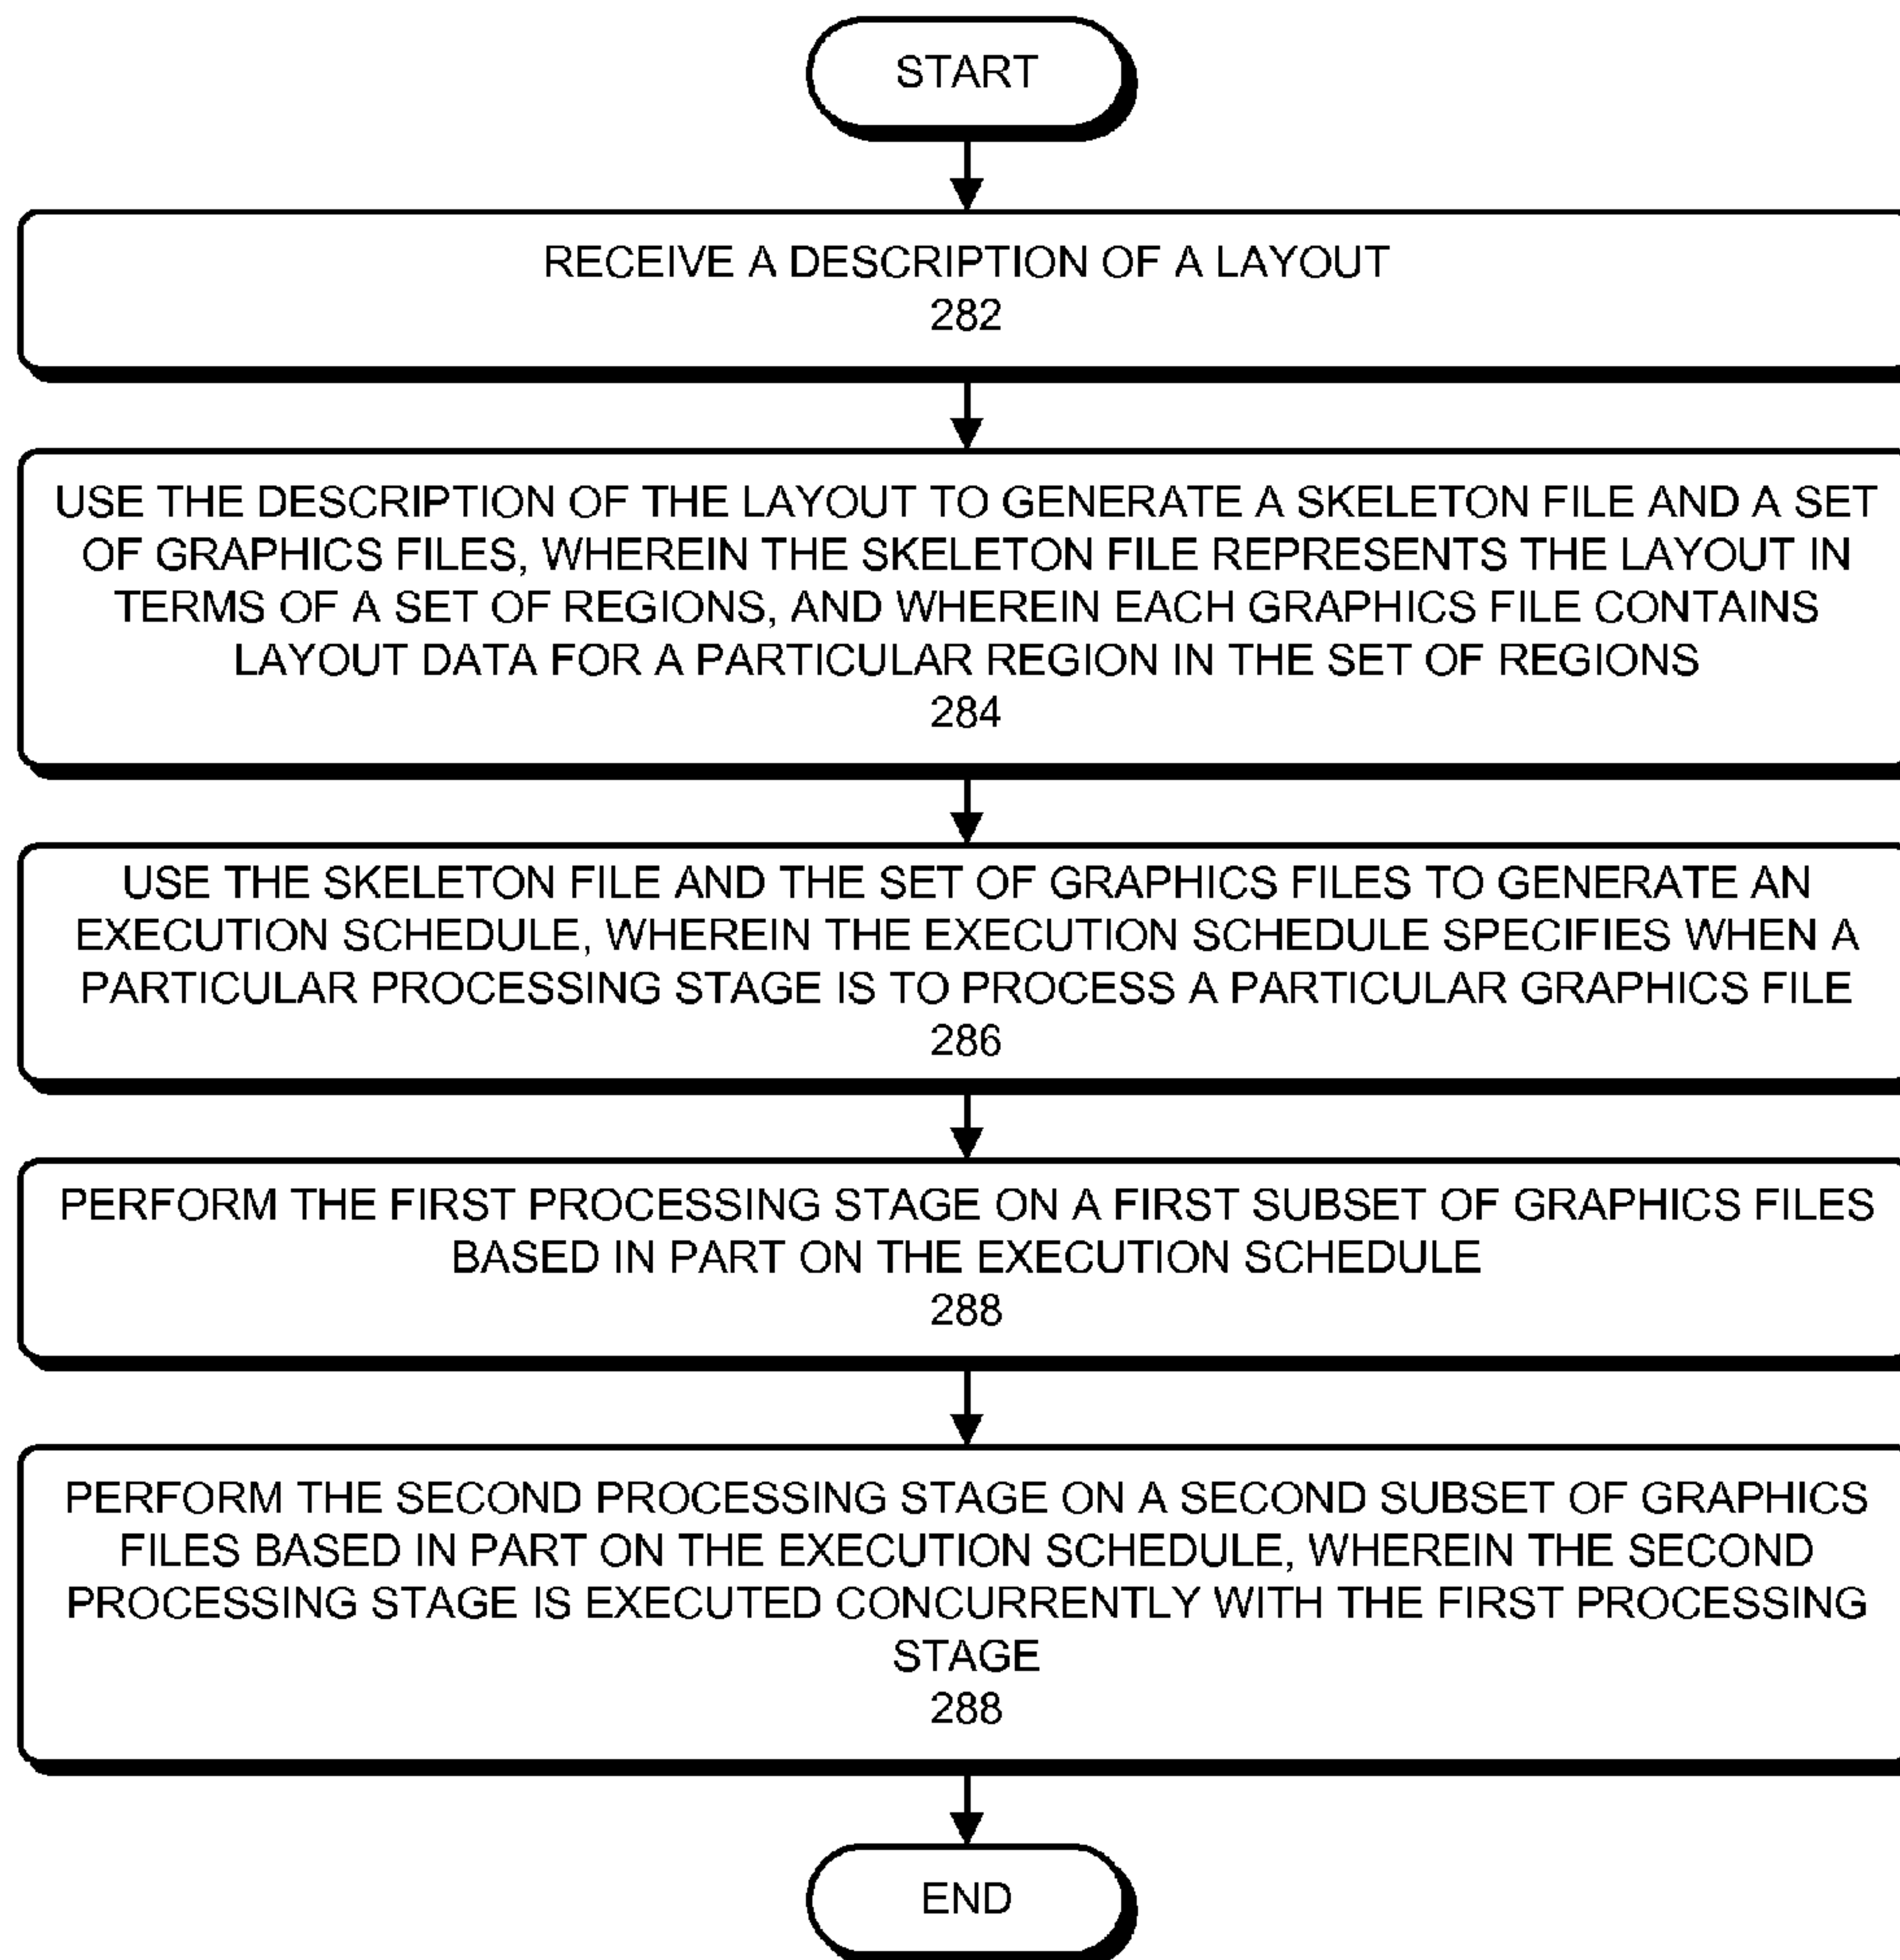 START
RECEIVE A DESCRIPTION OF A LAYOUT
282
USE THE DESCRIPTION OF THE LAYOUT TO GENERATE A SKELETON FILE AND A SET
OF GRAPHICS FILES, WHEREIN THE SKELETON FILE REPRESENTS THE LAYOUT IN
TERMS OF A SET OF REGIONS, AND WHEREIN EACH GRAPHICS FILE CONTAINS
LAYOUT DATA FOR A PARTICULAR REGION IN THE SET OF REGIONS
284
USE THE SKELETON FILE AND THE SET OF GRAPHICS FILES TO GENERATE AN
EXECUTION SCHEDULE, WHEREIN THE EXECUTION SCHEDULE SPECIFIES WHEN A
PARTICULAR PROCESSING STAGE IS TO PROCESS A PARTICULAR GRAPHICS FILE
286
PERFORM THE FIRST PROCESSING STAGE ON A FIRST SUBSET OF GRAPHICS FILES
BASED IN PART ON THE EXECUTION SCHEDULE
288
PERFORM THE SECOND PROCESSING STAGE ON A SECOND SUBSET OF GRAPHICS
FILES BASED IN PART ON THE EXECUTION SCHEDULE, WHEREIN THE SECOND
PROCESSING STAGE IS EXECUTED CONCURRENTLY WITH THE FIRST PROCESSING
STAGE
288
END